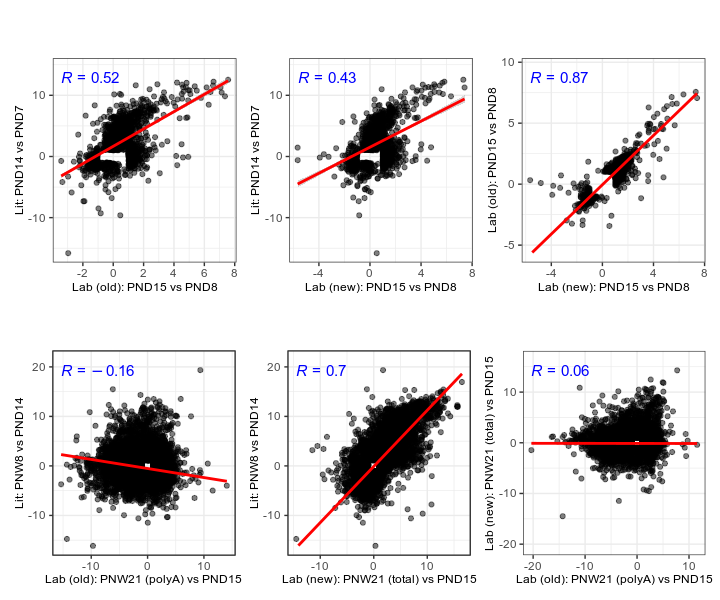 R = 0.52
10
0
-10
-2
0
2
4
6
8
Lab (old): PND15 vs PND8
Lit: PND14 vs PND7
R = 0.43
10
0
-10
-4
0
4
8
Lab (new): PND15 vs PND8
Lit: PND14 vs PND7
R = 0.87
10
5
0
-5
-4
0
4
8
Lab (new): PND15 vs PND8
Lab (old): PND15 vs PND8
R = −0.16
20
10
0
-10
-10
0
10
Lab (old): PNW21 (polyA) vs PND15
Lit: PNW8 vs PND14
R = 0.7
20
10
0
-10
-10
0
10
Lab (new): PNW21 (total) vs PND15
Lit: PNW8 vs PND14
R = 0.06
10
0
-10
-20
-20
-10
0
10
Lab (old): PNW21 (polyA) vs PND15
Lab (new): PNW21 (total) vs PND15